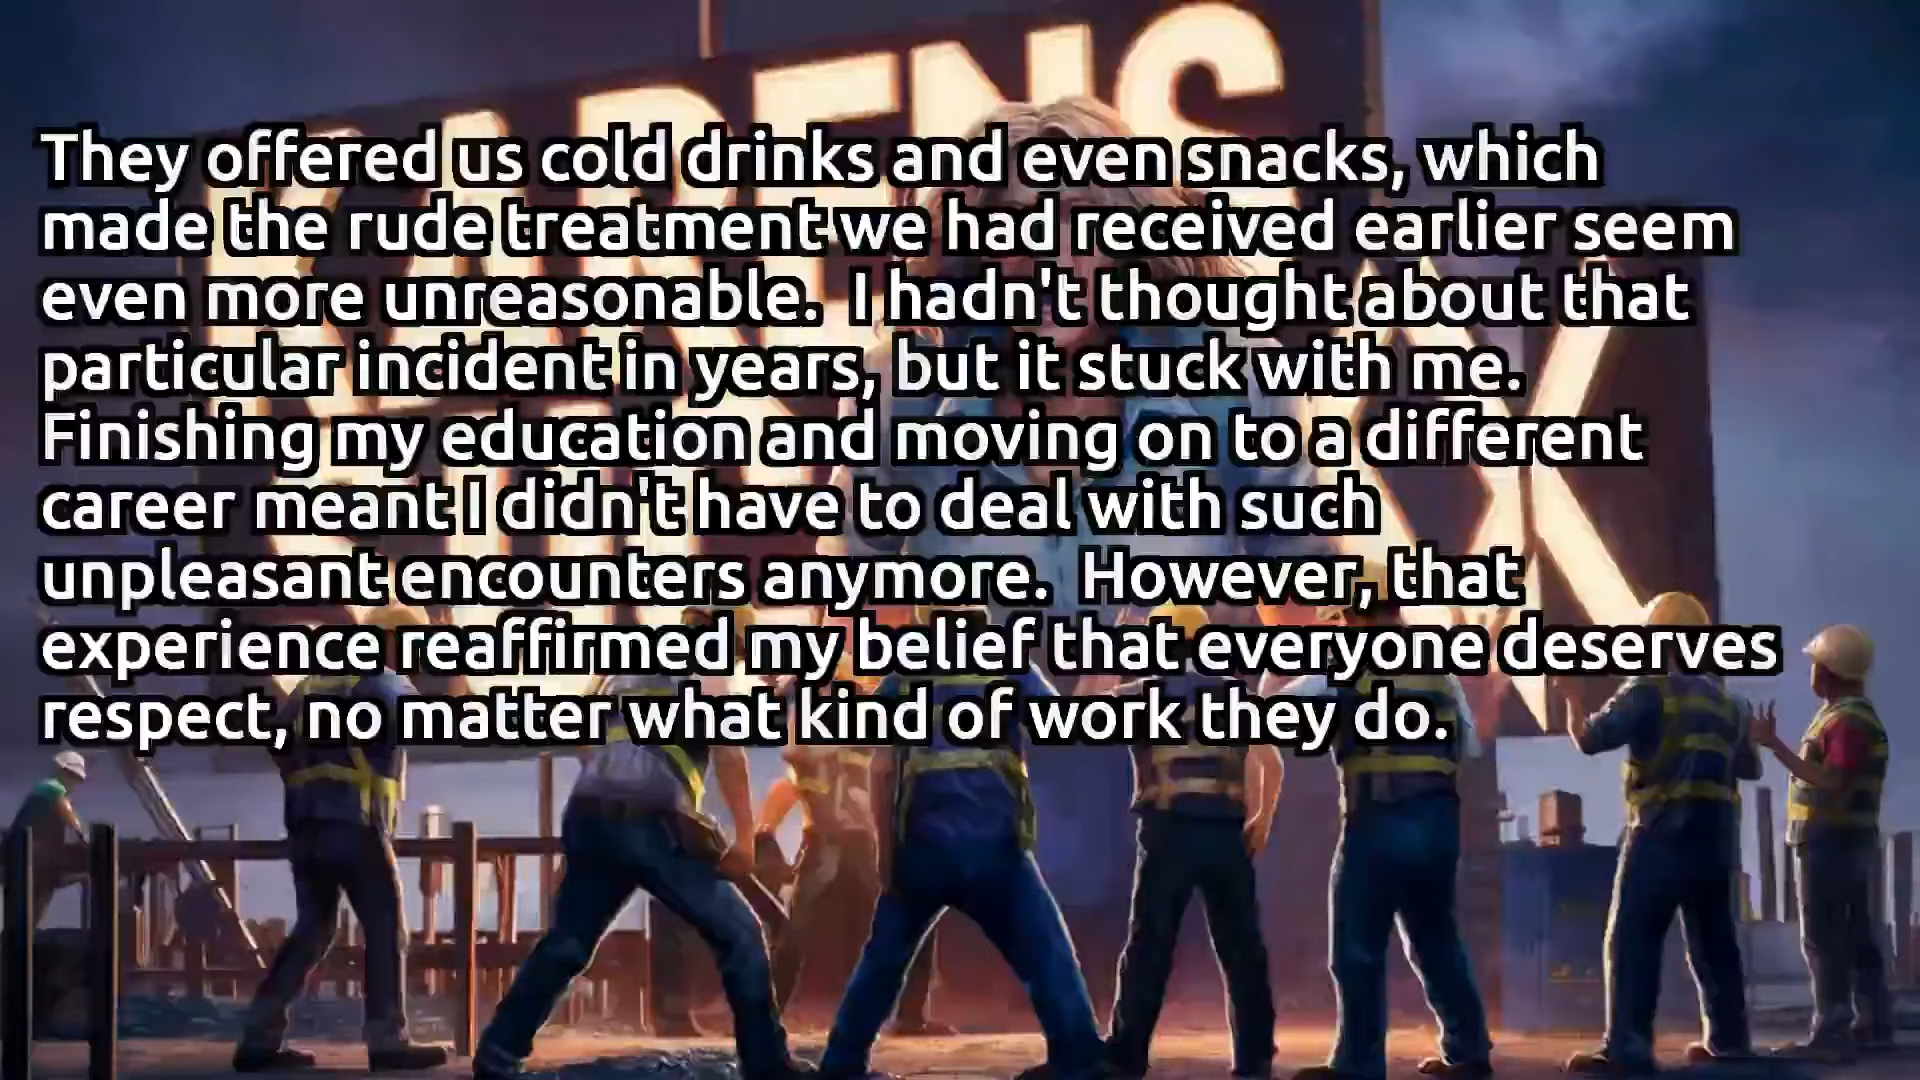 KARENS
They offered us cold drinks and even snacks, which
made the rude treatment we had received earlier seem
even more unreasonable.  I hadn't thought about that
particular incident in years, but it stuck with me.
Finishing my education and moving on to a different
career meant I didn't have to deal with such
unpleasant encounters anymore.  However, that
experience reaffirmed my belief that everyone deserves
respect, no matter what kind of work they do.